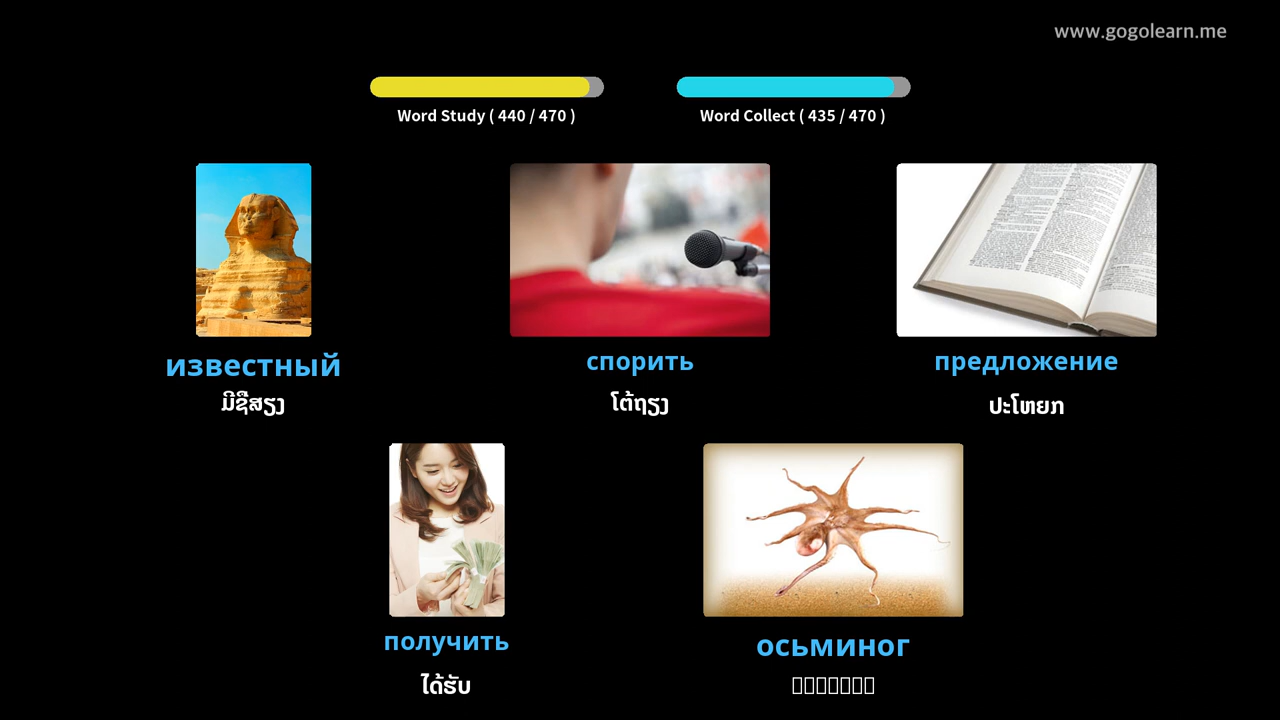 www.gogolearn.me
Word Study ( 440 / 470 )
Word Collect ( 435 / 470 )
известный
ມີຊື່ສຽງ
спорить
ໂຕ້ຖຽງ
предложение
ປະໂຫຍກ
получить
ໄດ້ຮັບ
осьминог